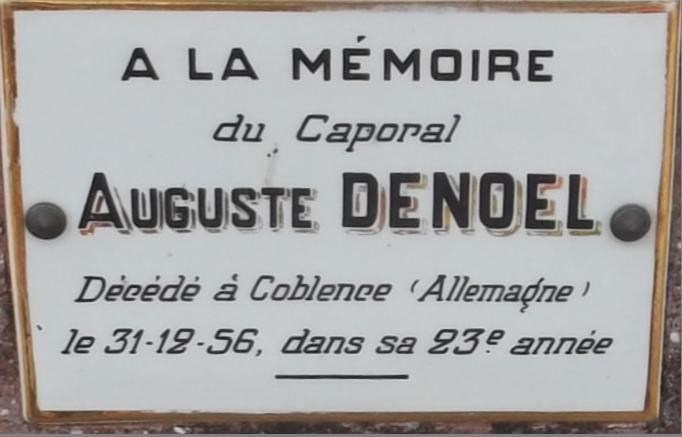 A LA MÉMOIRE
du Caporal
AUGUSTE DENOEL
Décédé à Coblence (Allemagne)
le 31-12-56, dans sa 23e année